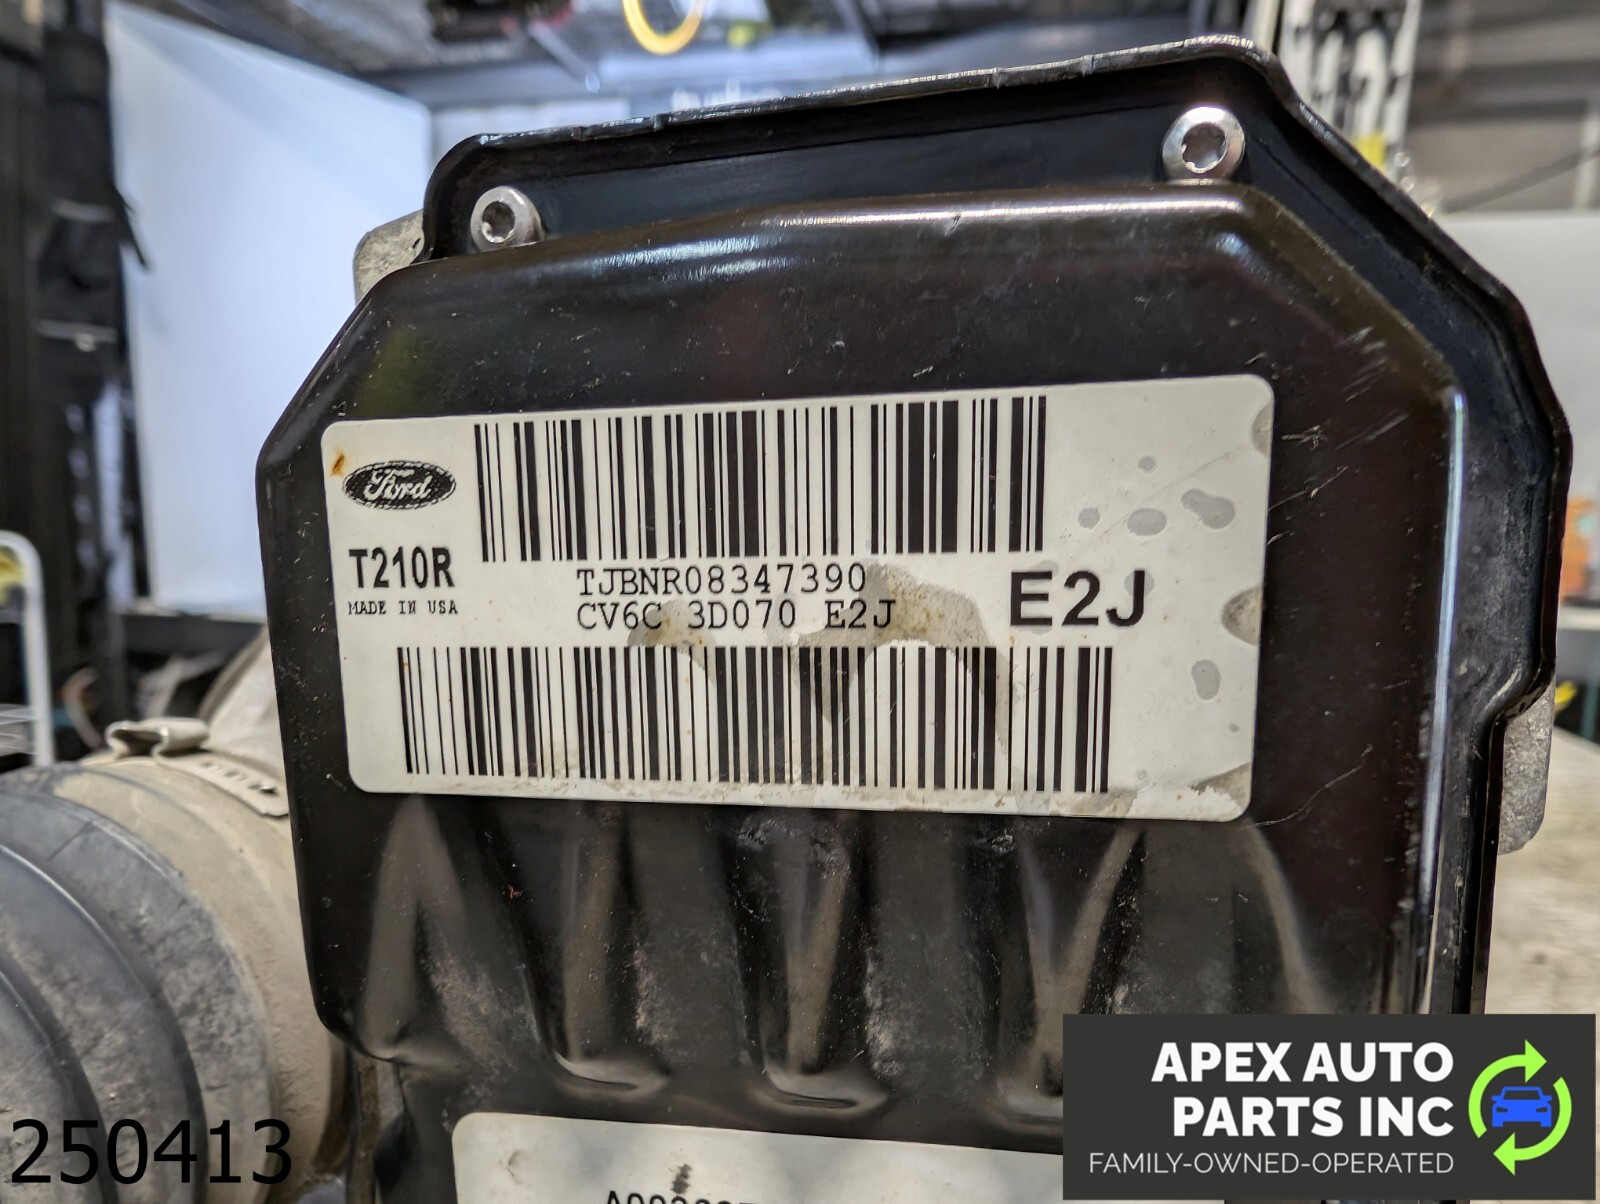 Ford
T210R
MADE IN USA
TJBNR08347390
CV6C 3D070 E2J
E2J
250413
APEX AUTO
PARTS INC
FAMILY-OWNED-OPERATED